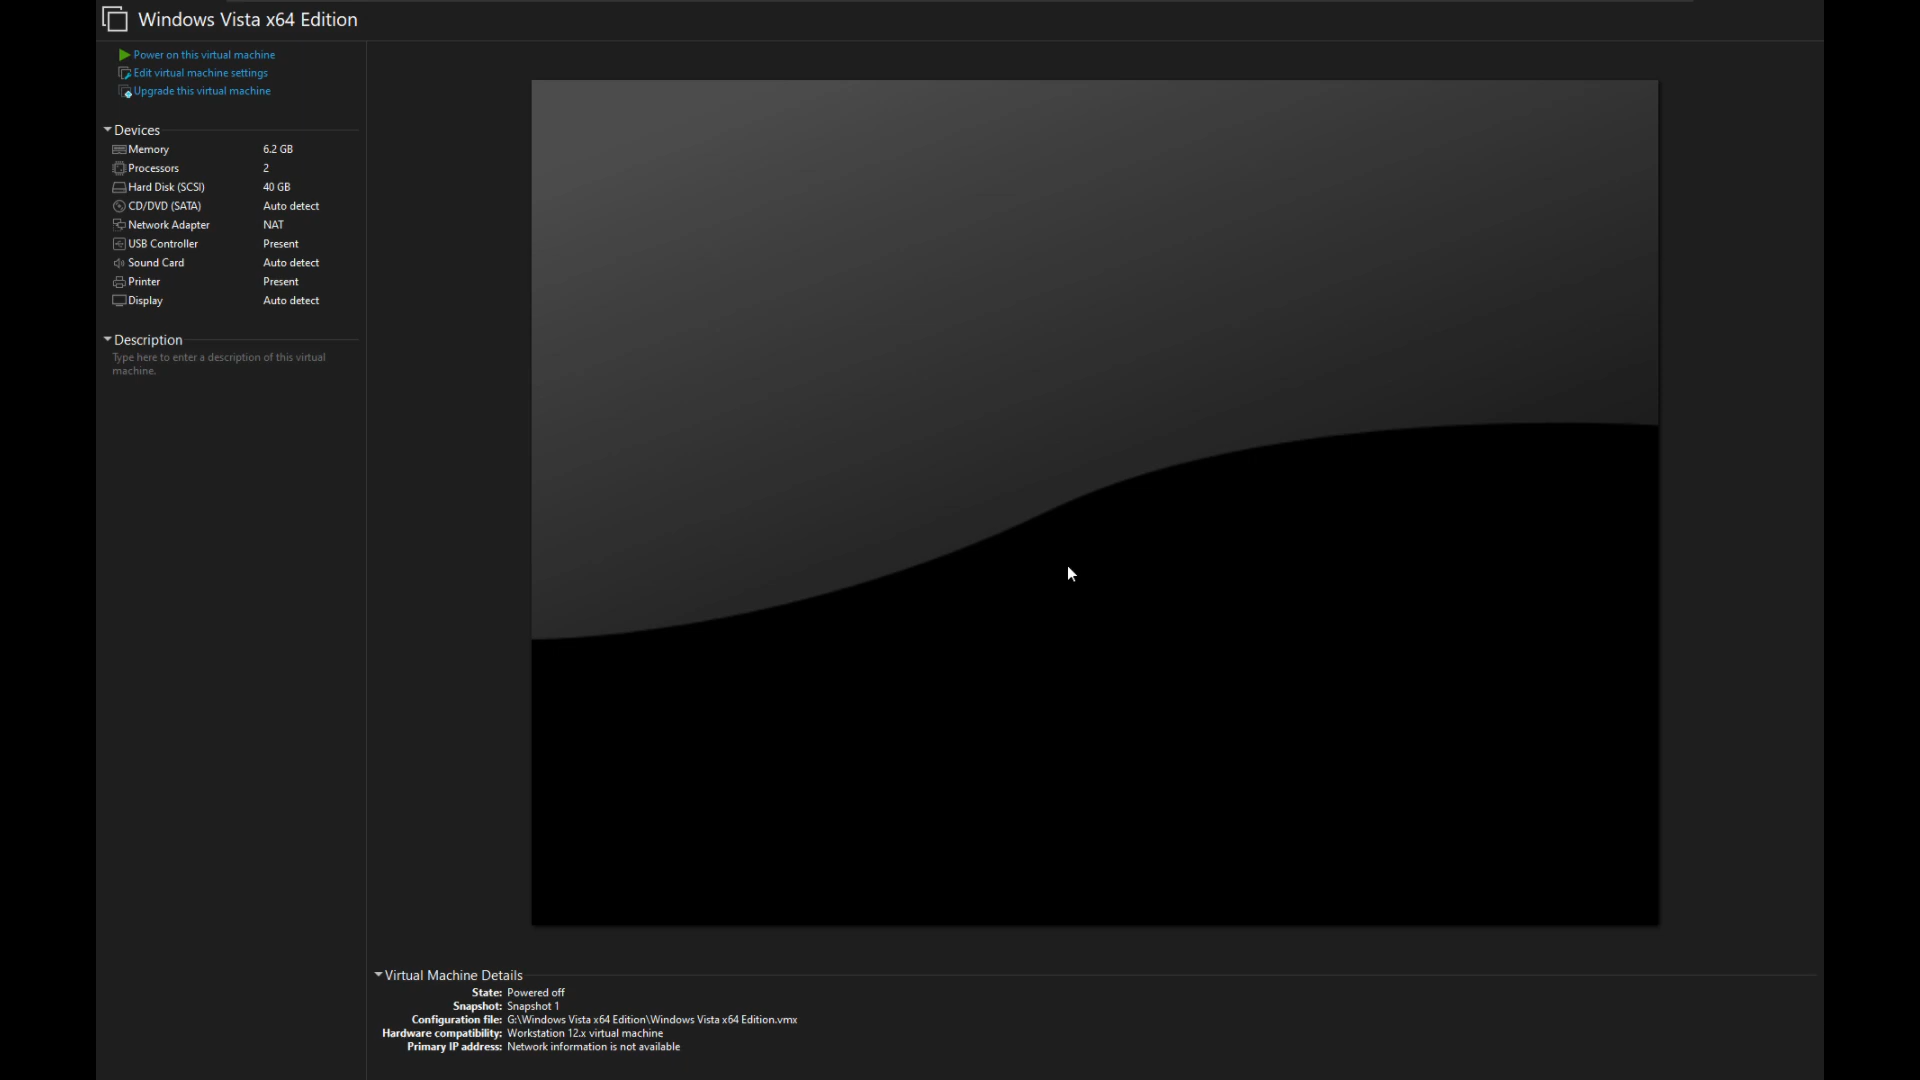 Windows Vista x64 Edition
Power on this virtual machine
Edit virtual machine settings
Upgrade this virtual machine
Devices
Memory 6.2 GB
Processors 2
Hard Disk (SCSI) 40 GB
CD/DVD (SATA) Auto detect
Network Adapter NAT
USB Controller Present
Sound Card Auto detect
Printer Present
Display Auto detect
Description
Type here to enter a description of this virtual
machine.
Virtual Machine Details
State: Powered off
Snapshot: Snapshot 1
Configuration file: G:\Windows Vista x64 Edition\Windows Vista x64 Edition.vmx
Hardware compatibility: Workstation 12.x virtual machine
Primary IP address: Network information is not available